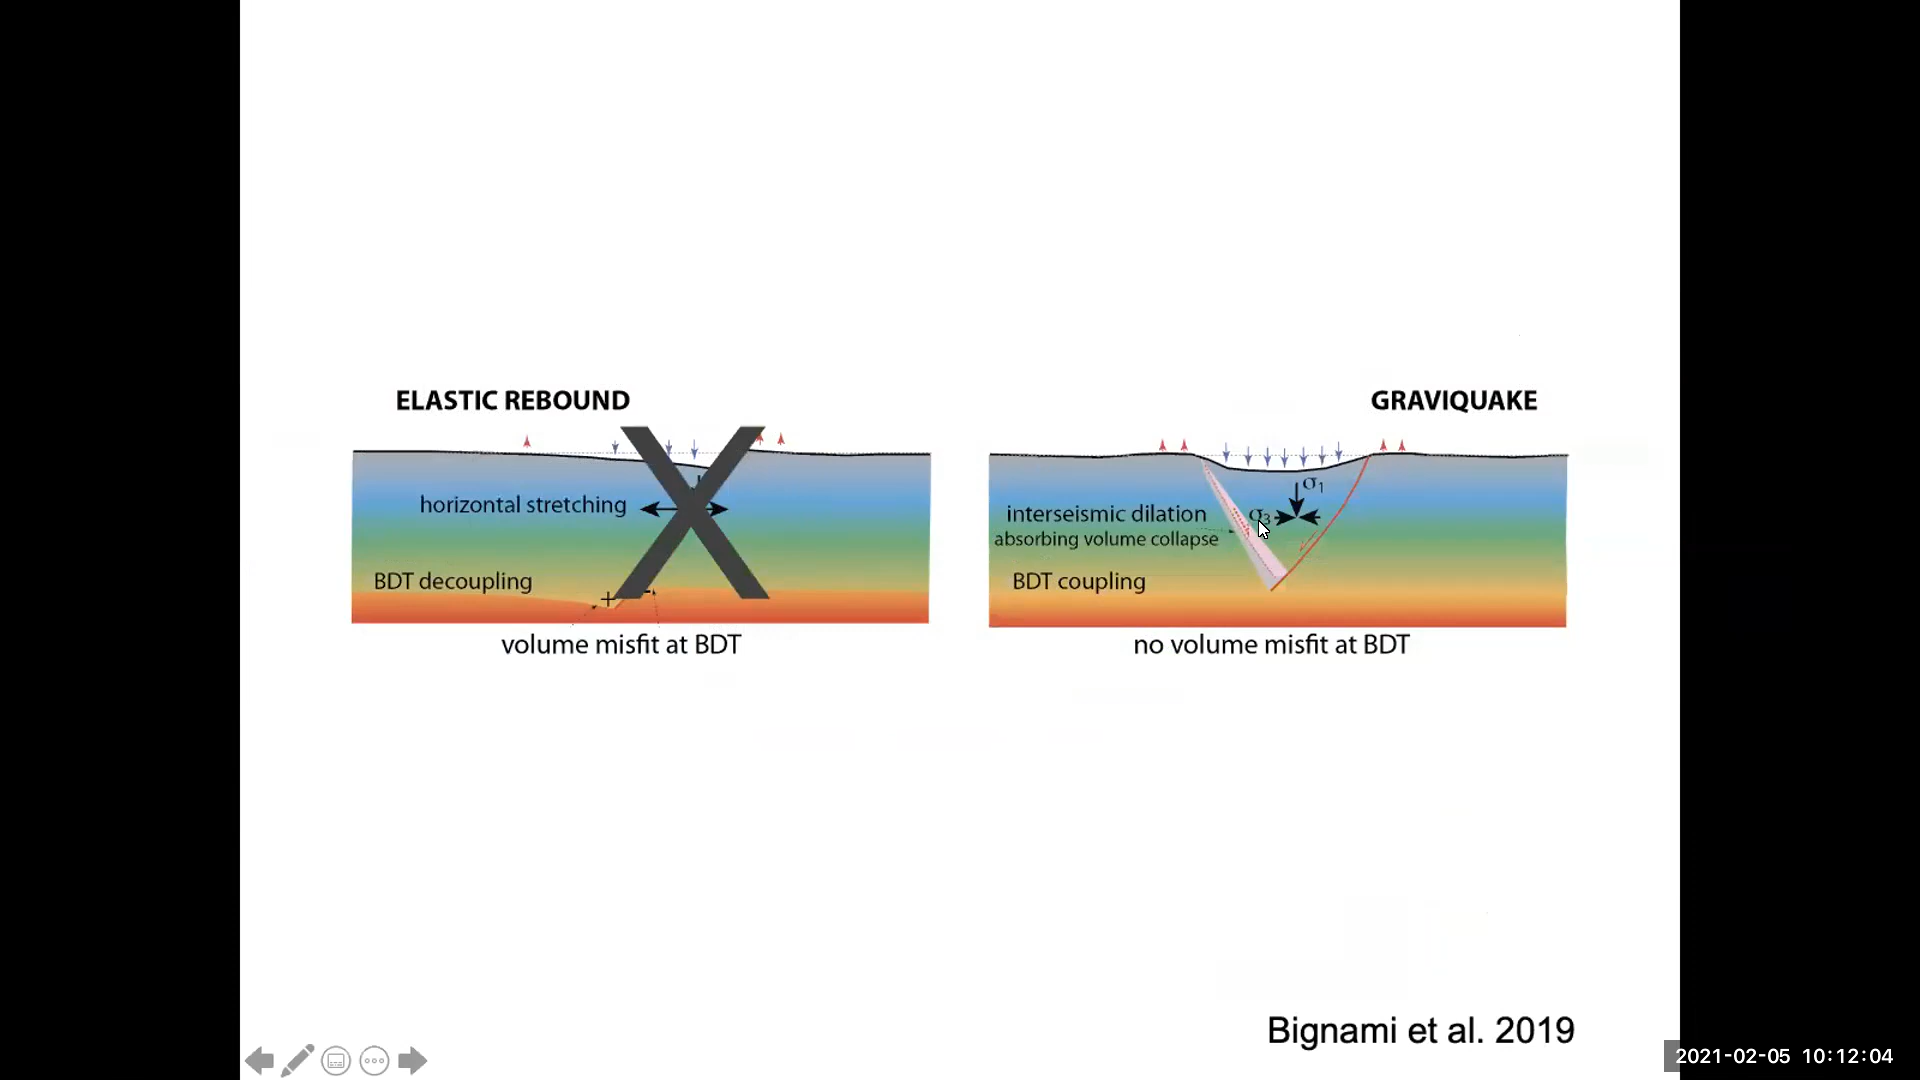 ELASTIC REBOUND
horizontal stretching
BDT decoupling
+
-
volume misfit at BDT
GRAVIQUAKE
σ1
interseismic dilation
σ3
absorbing volume collapse
BDT coupling
no volume misfit at BDT
Bignami et al. 2019
2021-02-05 10:12:04